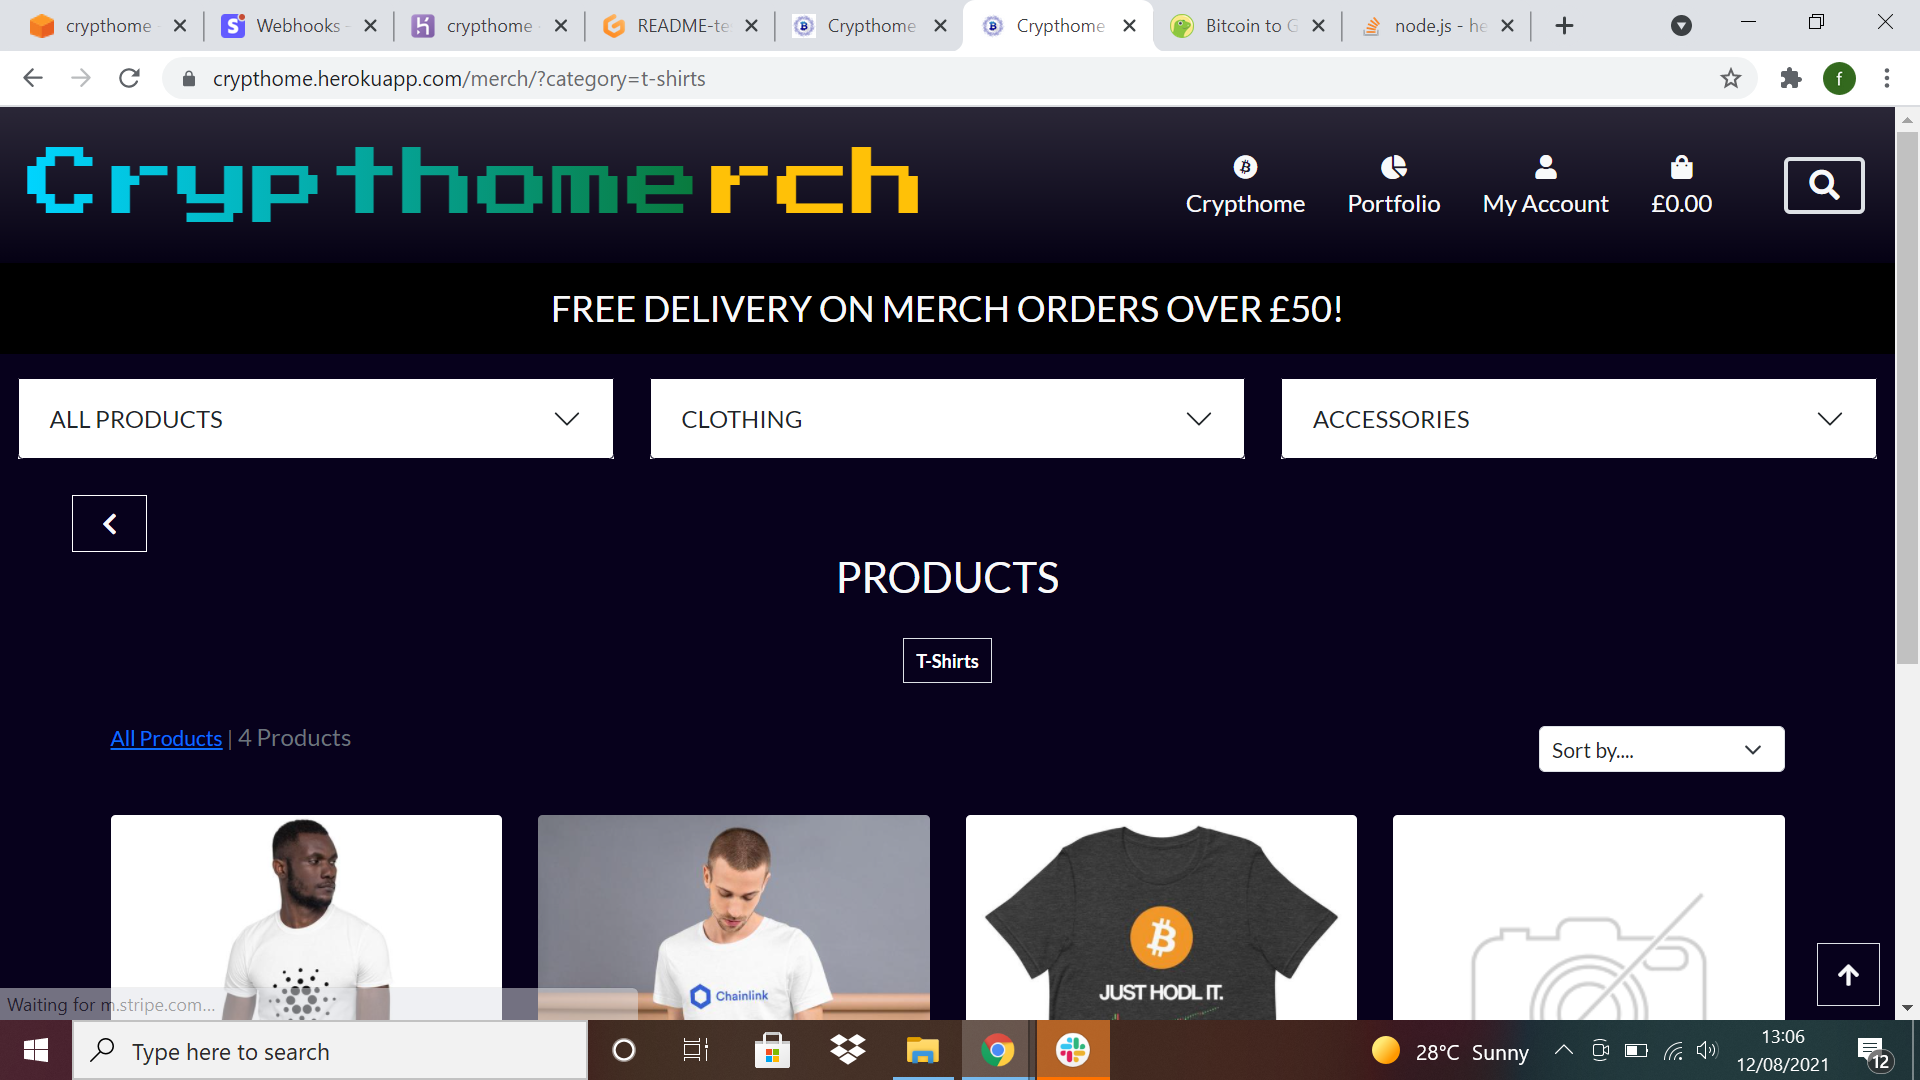 crypthome
Webhooks -
crypthome
README-te
Crypthome
Crypthome
Bitcoin to G
node.js - he
crypthome.herokuapp.com/merch/?category=t-shirts
f
Crypthomerch
Crypthome
Portfolio
My Account
£0.00
FREE DELIVERY ON MERCH ORDERS OVER £50!
ALL PRODUCTS
CLOTHING
ACCESSORIES
PRODUCTS
T-Shirts
All Products | 4 Products
Sort by....
Chainlink
JUST HODL IT.
Waiting for m.stripe.com...
Type here to search
28°C Sunny
13:06
12/08/2021
12